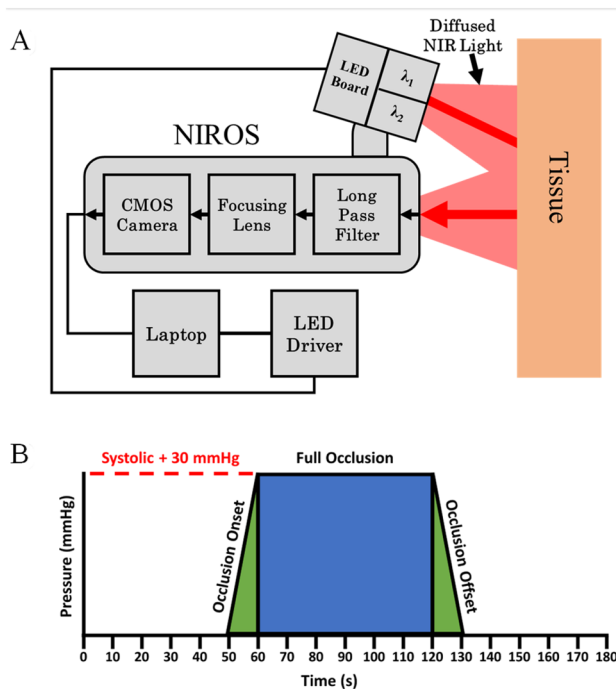 A
Diffused
NIR Light
LED
Board
λ1
λ2
NIROS
CMOS
Camera
Focusing
Lens
Long
Pass
Filter
Tissue
Laptop
LED
Driver
B
Systolic + 30 mmHg
Full Occlusion
Pressure (mmHg)
Occlusion Onset
Occlusion Offset
0 10 20 30 40 50 60 70 80 90 100 110 120 130 140 150 160 170 180
Time (s)